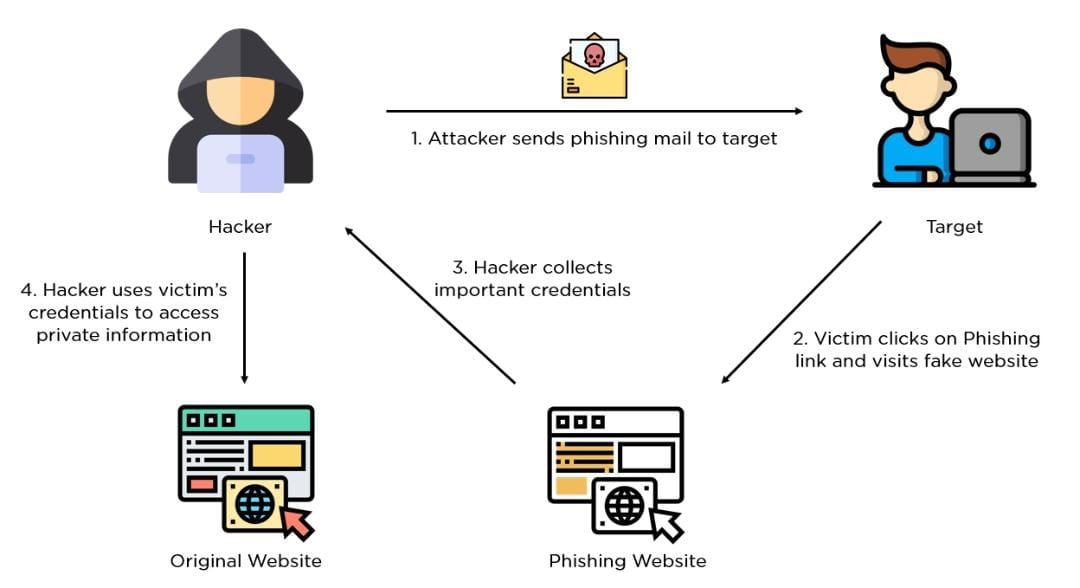 1. Attacker sends phishing mail to target
Hacker
Target
4. Hacker uses victim's
credentials to access
private information
3. Hacker collects
important credentials
2. Victim clicks on Phishing
link and visits fake website
Original Website
Phishing Website